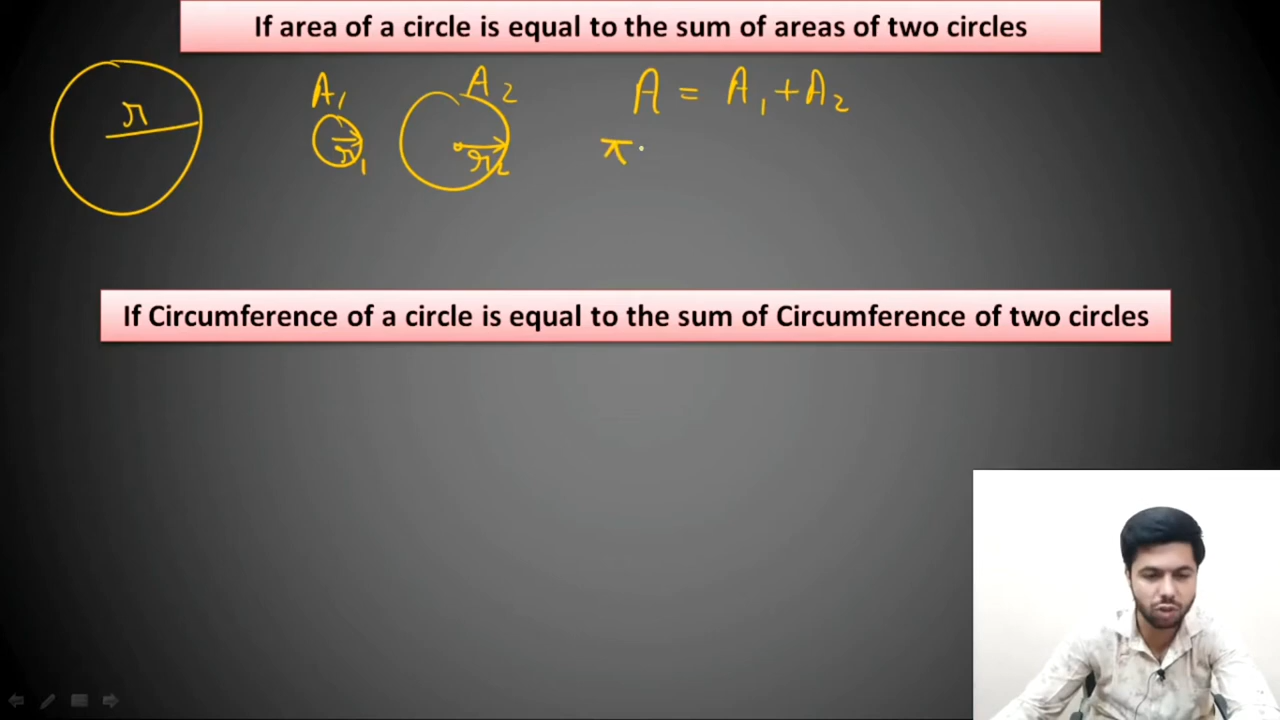 If area of a circle is equal to the sum of areas of two circles
r
A1
r1
A2
r2
A = A1 + A2
π
If Circumference of a circle is equal to the sum of Circumference of two circles